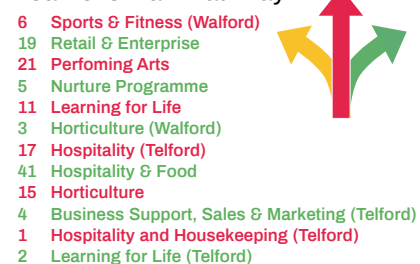 6 Sports & Fitness (Walford)
19 Retail & Enterprise
21 Perfoming Arts
5 Nurture Programme
11 Learning for Life
3 Horticulture (Walford)
17 Hospitality (Telford)
41 Hospitality & Food
15 Horticulture
4 Business Support, Sales & Marketing (Telford)
1 Hospitality and Housekeeping (Telford)
2 Learning for Life (Telford)